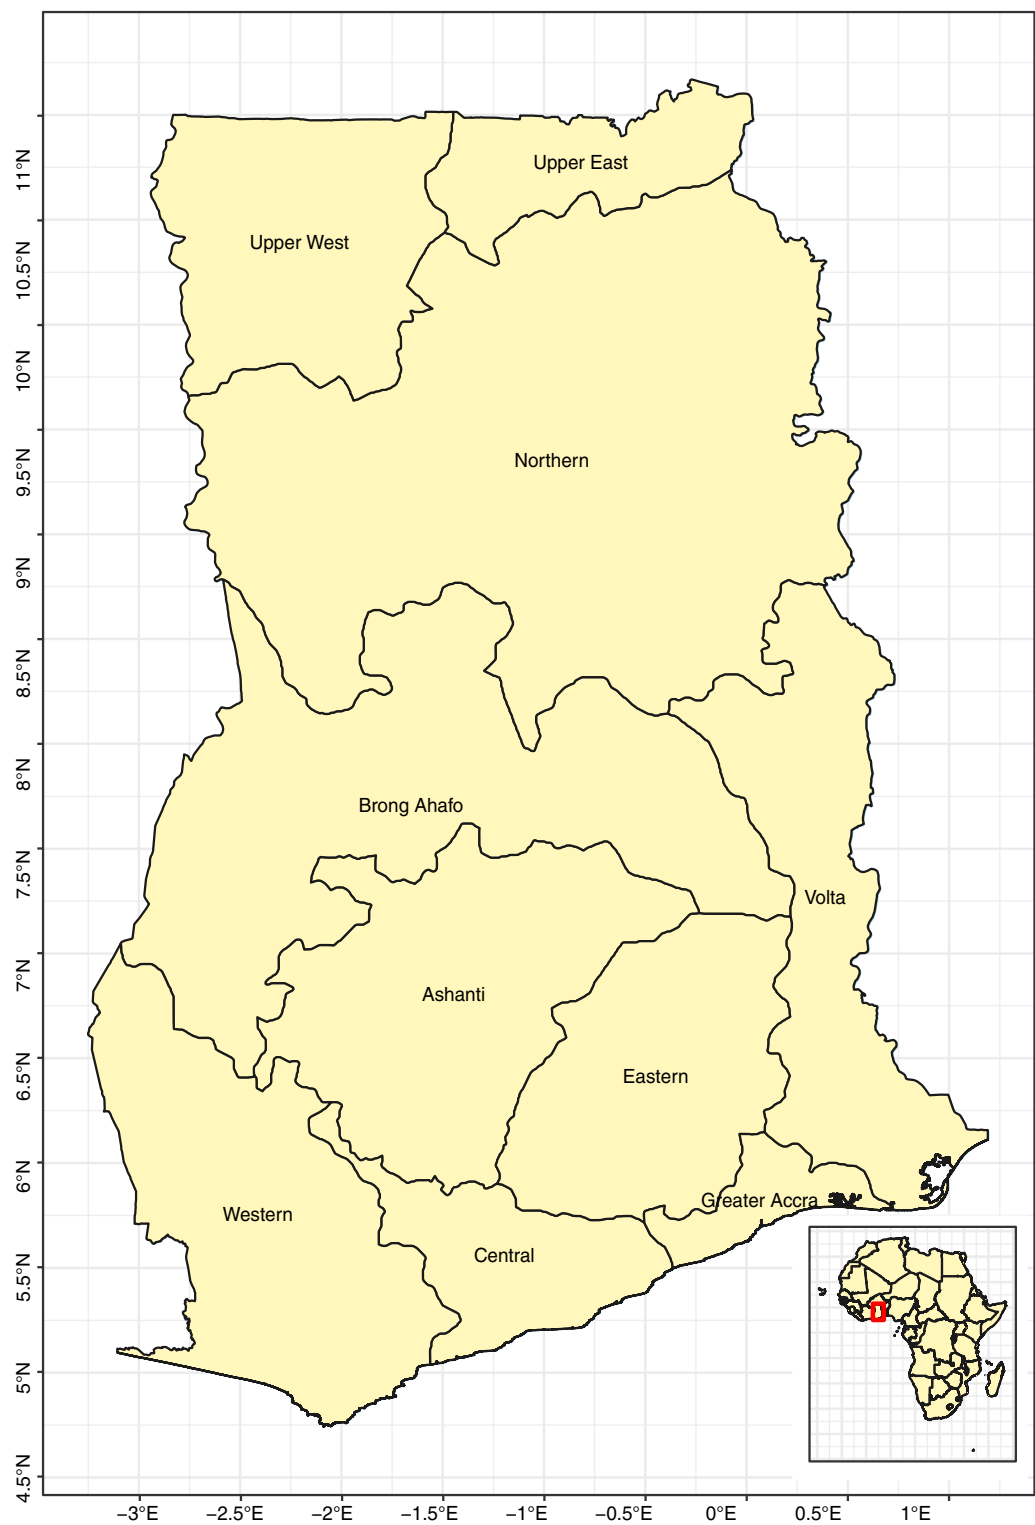 11°N
10.5°N
10°N
9.5°N
9°N
8.5°N
8°N
7.5°N
7°N
6.5°N
6°N
5.5°N
5°N
4.5°N
Upper East
Upper West
Northern
Brong Ahafo
Volta
Ashanti
Eastern
Greater Accra
Western
Central
−3°E
−2.5°E
−2°E
−1.5°E
−1°E
−0.5°E
0°E
0.5°E
1°E